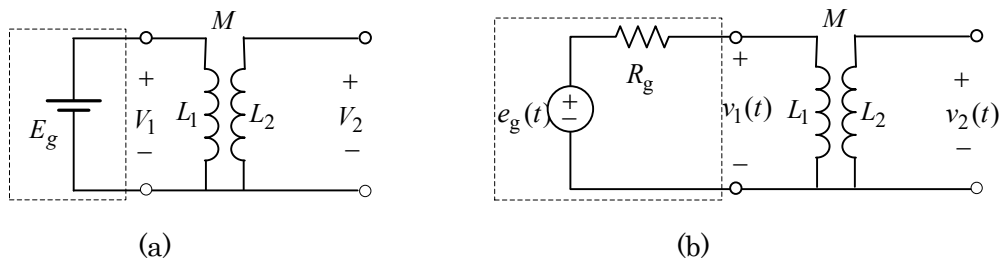 M
+
E_g
V_1
−
L_1
L_2
+
V_2
−
(a)
M
R_g
+
e_g(t)
+
−
v_1(t)
−
L_1
L_2
+
v_2(t)
−
(b)